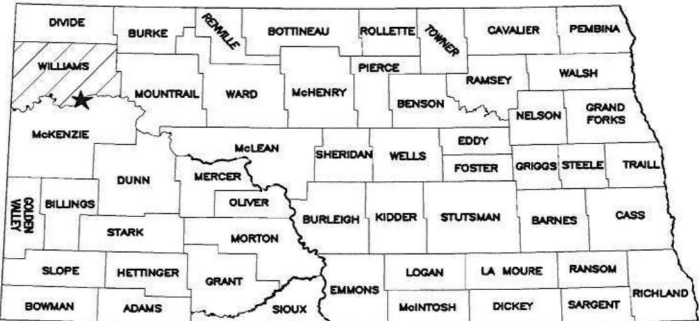 DIVIDE
BURKE
RENVILLE
BOTTINEAU
ROLLETTE
TOWNER
CAVALIER
PEMBINA
WILLIAMS
MOUNTRAIL
WARD
McHENRY
PIERCE
BENSON
RAMSEY
WALSH
NELSON
GRAND
FORKS
McKENZIE
McLEAN
SHERIDAN
WELLS
EDDY
FOSTER
GRIGGS
STEELE
TRAILL
DUNN
MERCER
OLIVER
GOLDEN
VALLEY
BILLINGS
STARK
MORTON
BURLEIGH
KIDDER
STUTSMAN
BARNES
CASS
SLOPE
HETTINGER
GRANT
EMMONS
LOGAN
LA MOURE
RANSOM
RICHLAND
BOWMAN
ADAMS
SIOUX
McINTOSH
DICKEY
SARGENT